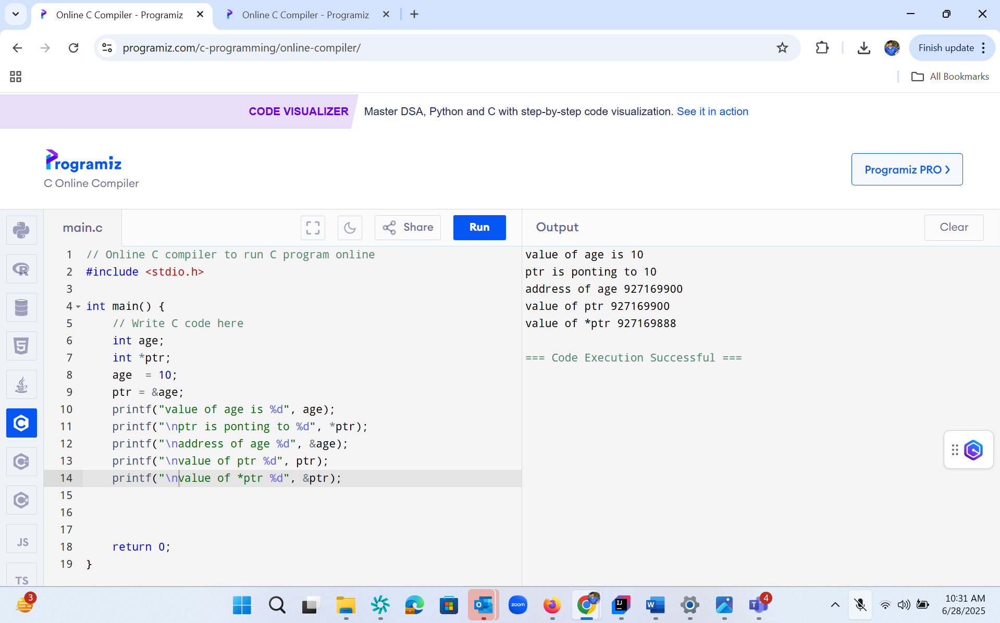 Online C Compiler - Programiz
Online C Compiler - Programiz
programiz.com/c-programming/online-compiler/
Finish update
All Bookmarks
CODE VISUALIZER
Master DSA, Python and C with step-by-step code visualization. See it in action
Programiz
C Online Compiler
Programiz PRO
main.c
Share
Run
Output
Clear
1 // Online C compiler to run C program online
2 #include <stdio.h>
3
4 int main() {
5 // Write C code here
6 int age;
7 int *ptr;
8 age  = 10;
9 ptr = &age;
10 printf("value of age is %d", age);
11 printf("\nptr is ponting to %d", *ptr);
12 printf("\naddress of age %d", &age);
13 printf("\nvalue of ptr %d", ptr);
14 printf("\nvalue of *ptr %d", &ptr);
15
16
17
18 return 0;
19 }
value of age is 10
ptr is ponting to 10
address of age 927169900
value of ptr 927169900
value of *ptr 927169888
=== Code Execution Successful ===
R
5
C
C
C#
JS
TS
3
O
zoom
IJ
W
T
4
10:31 AM
6/28/2025